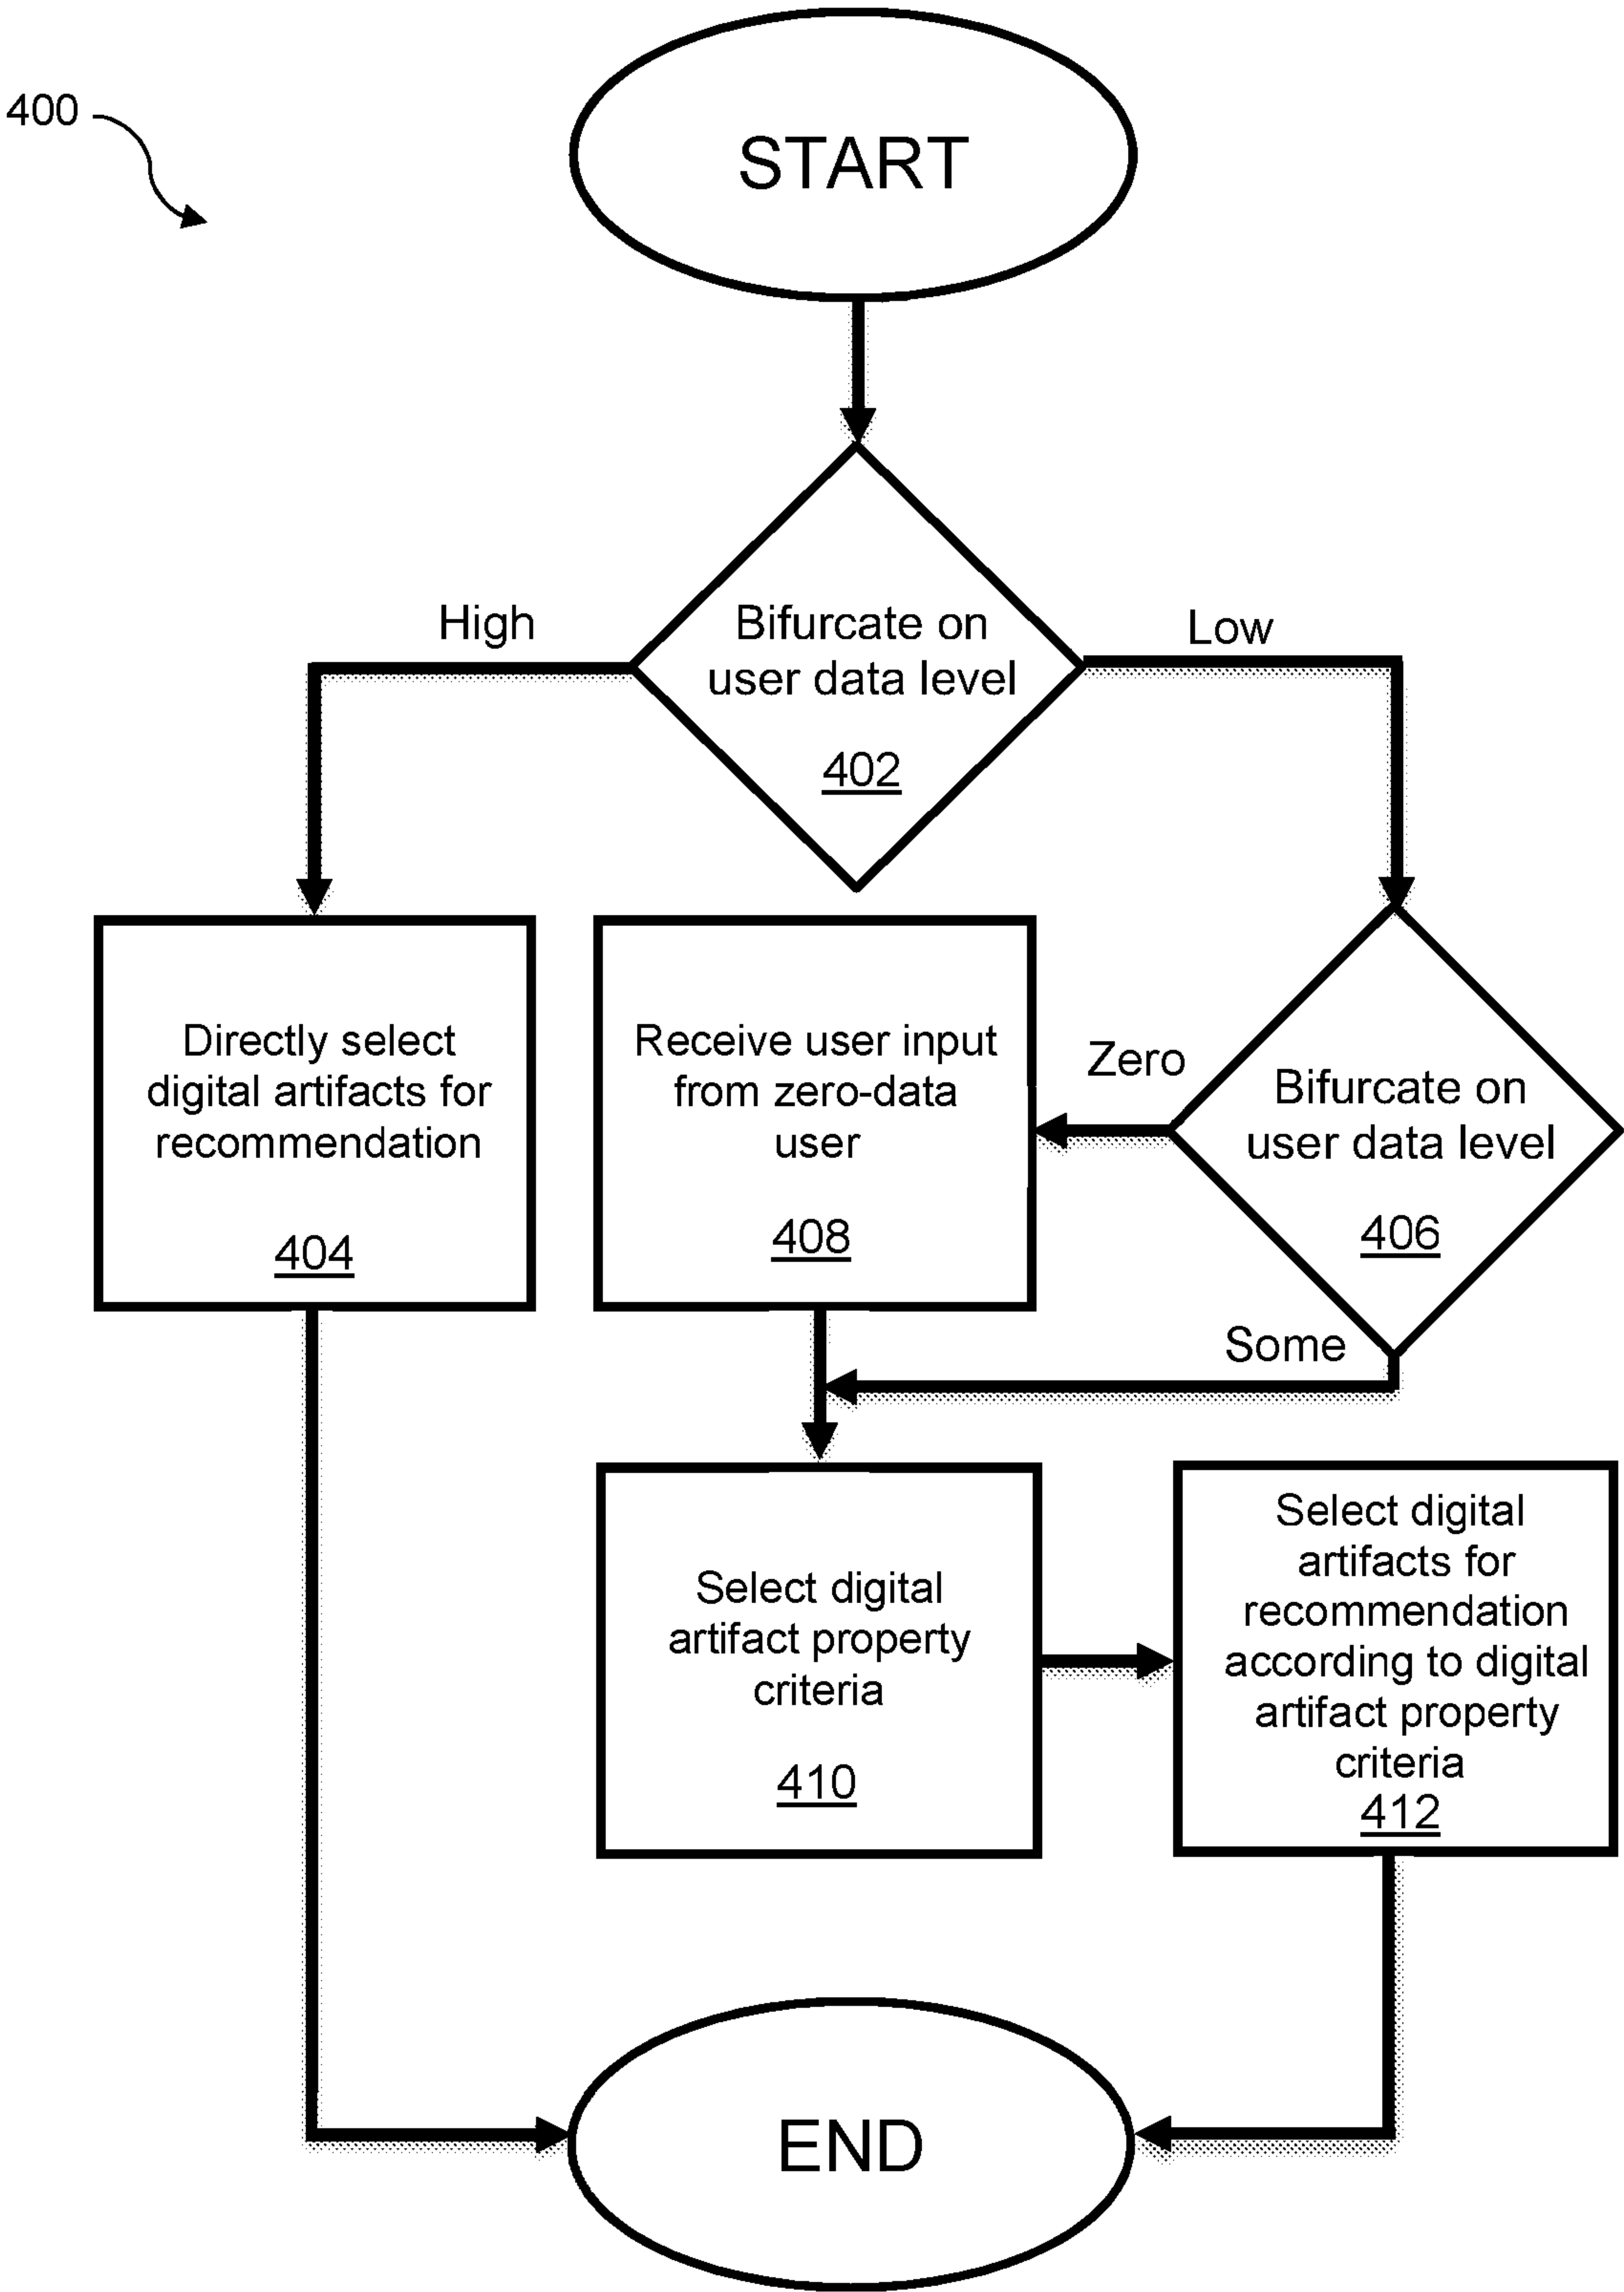 400
START
High
Low
Bifurcate on
user data level
402
Directly select
digital artifacts for
recommendation
404
Receive user input
from zero-data
user
408
Zero
Bifurcate on
user data level
406
Some
Select digital
artifact property
criteria
410
Select digital
artifacts for
recommendation
according to digital
artifact property
criteria
412
END